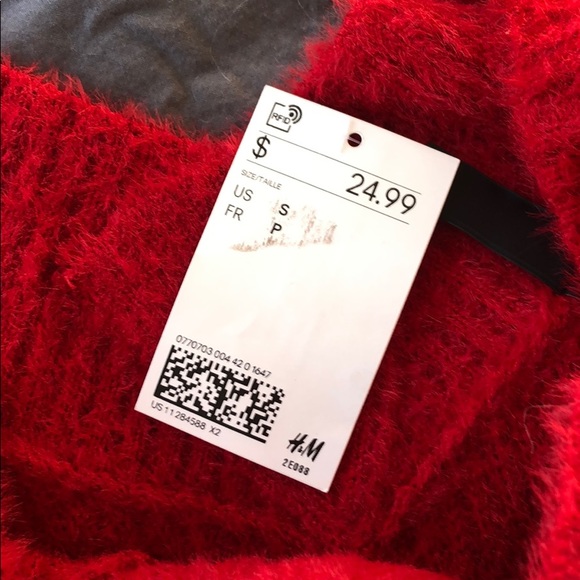 RFID
$ 24.99
SIZE/TAILLE
US S
FR P
0770703 004 42 0 1647
US 11 284588 X2
H&M
2E088